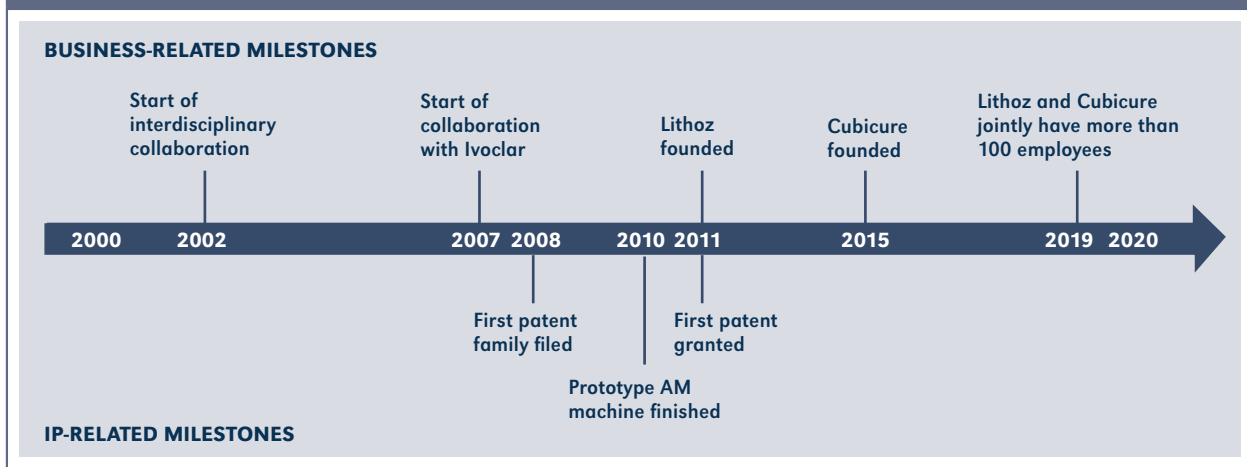 BUSINESS-RELATED MILESTONES
Start of
interdisciplinary
collaboration
Start of
collaboration
with Ivoclar
Lithoz
founded
Cubicure
founded
Lithoz and Cubicure
jointly have more than
100 employees
2000 2002 2007 2008 2010 2011 2015 2019 2020
First patent
family filed
First patent
granted
Prototype AM
machine finished
IP-RELATED MILESTONES